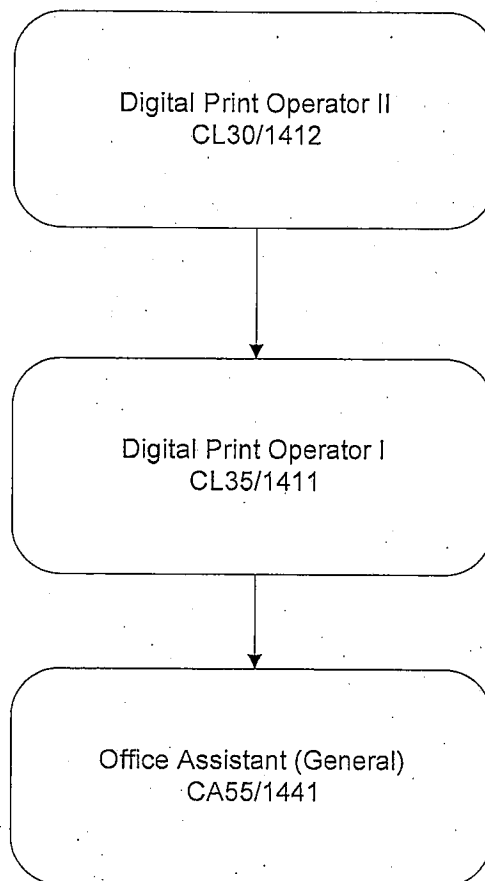 Digital Print Operator II
CL30/1412
Digital Print Operator I
CL35/1411
Office Assistant (General)
CA55/1441